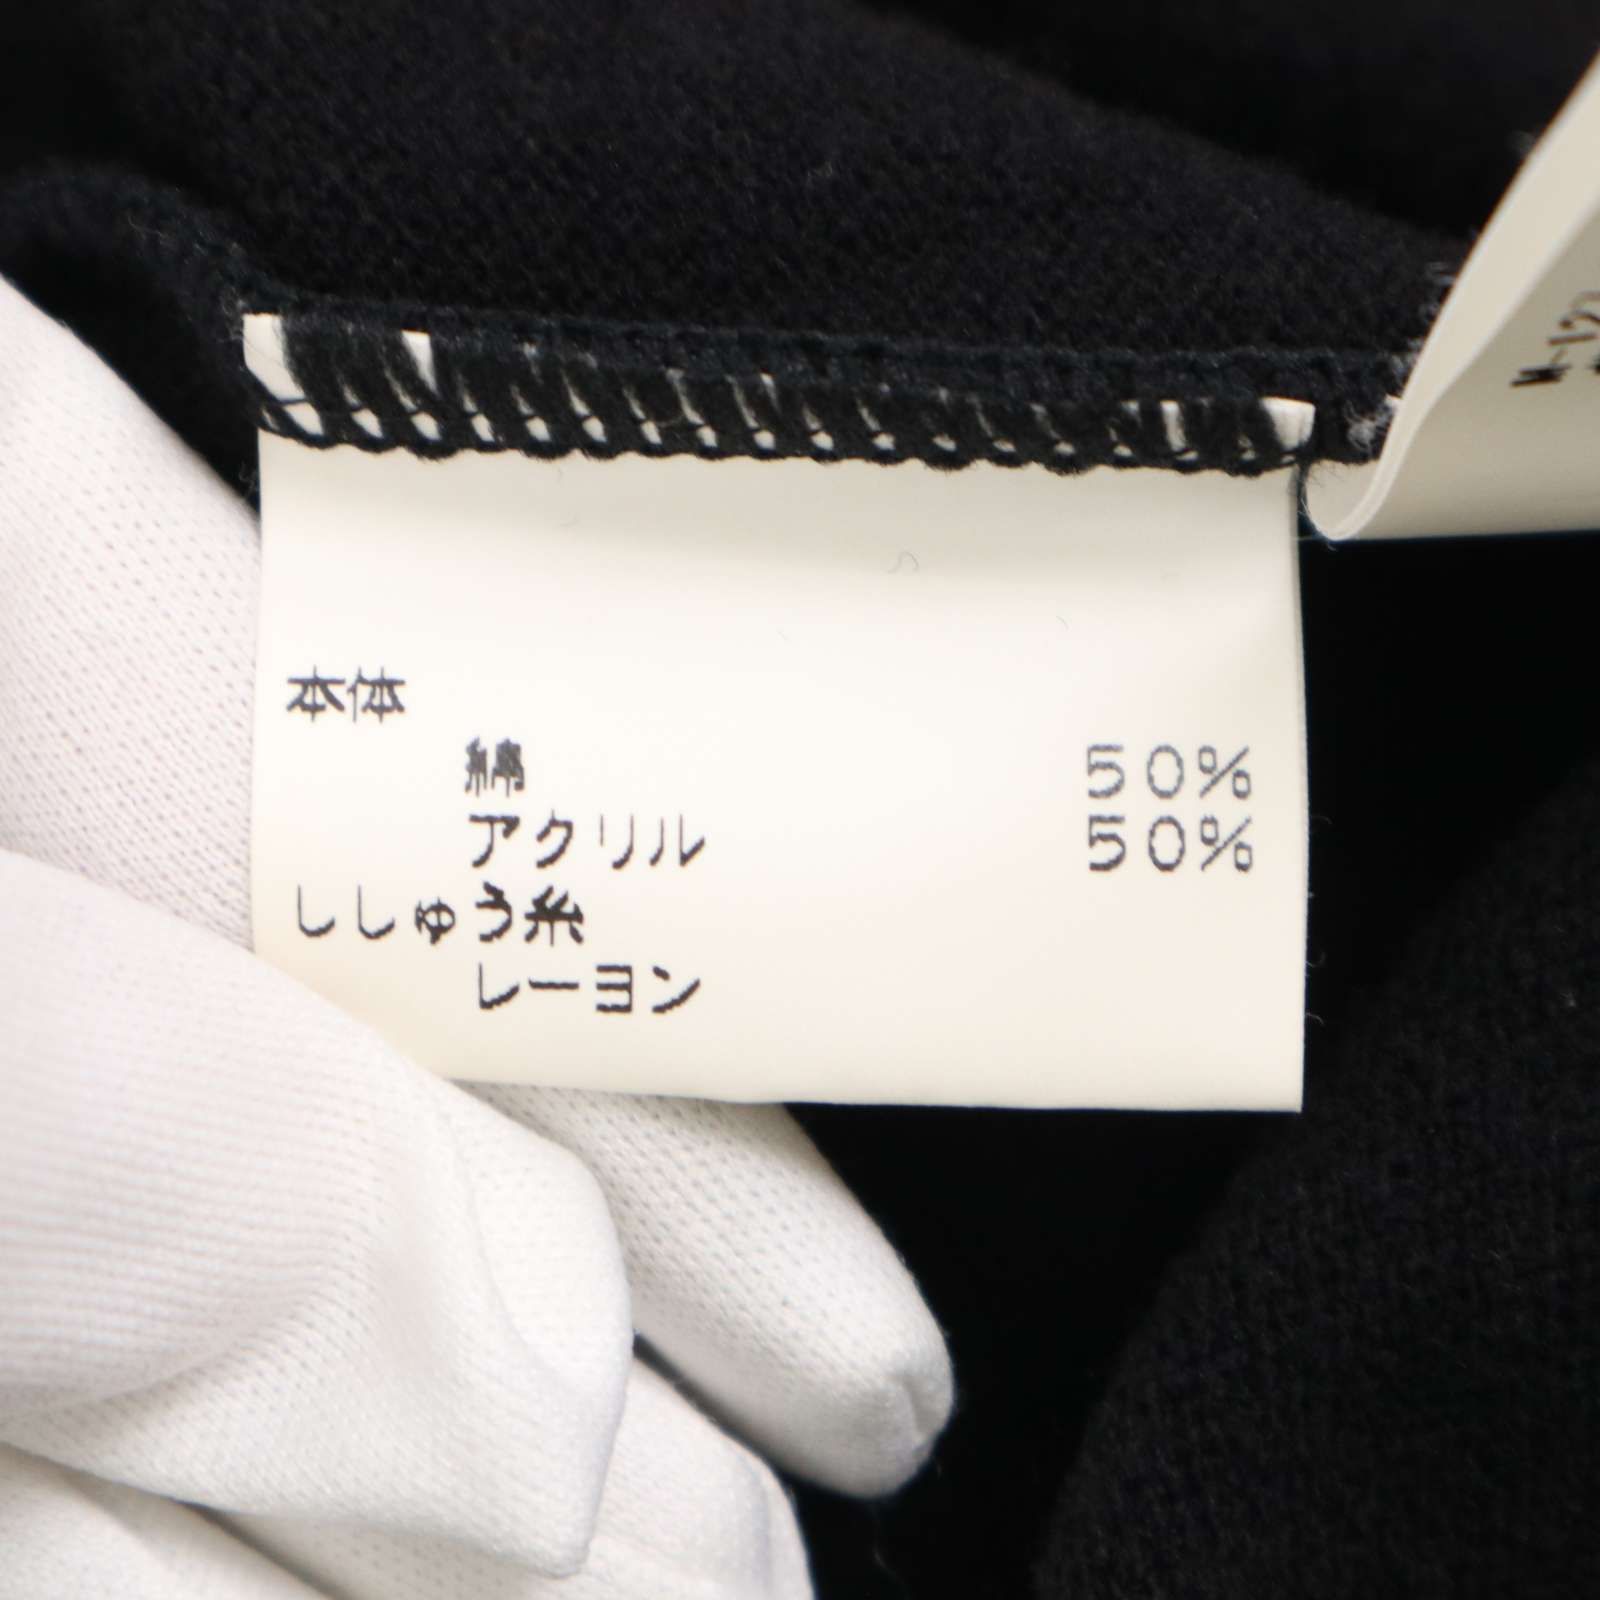 本体
綿 50%
アクリル 50%
ししゅう糸
レーヨン